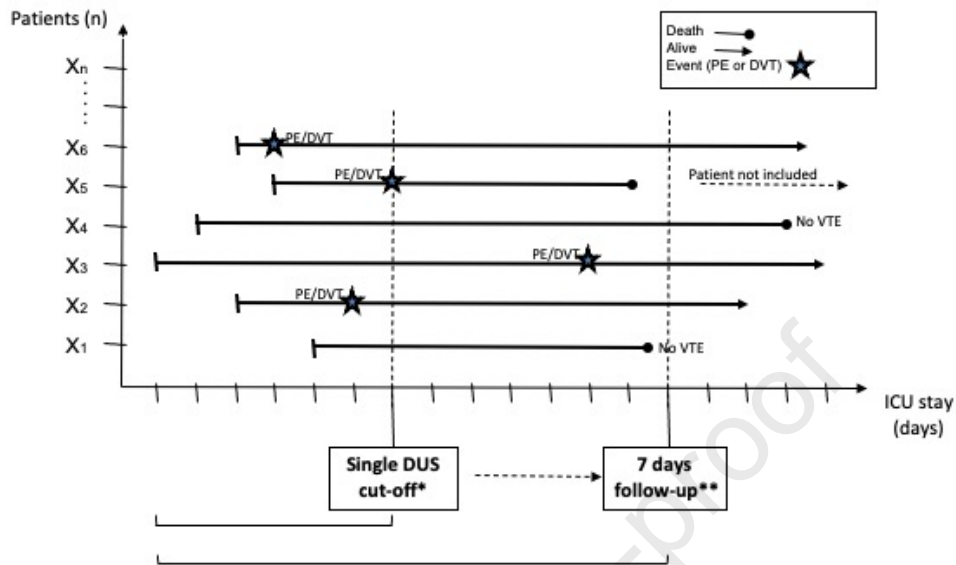 Patients (n)
Death
Alive
Event (PE or DVT)
Xn
X6
PE/DVT
X5
PE/DVT
Patient not included
X4
No VTE
X3
PE/DVT
X2
PE/DVT
X1
No VTE
ICU stay
(days)
Single DUS
cut-off*
7 days
follow-up**